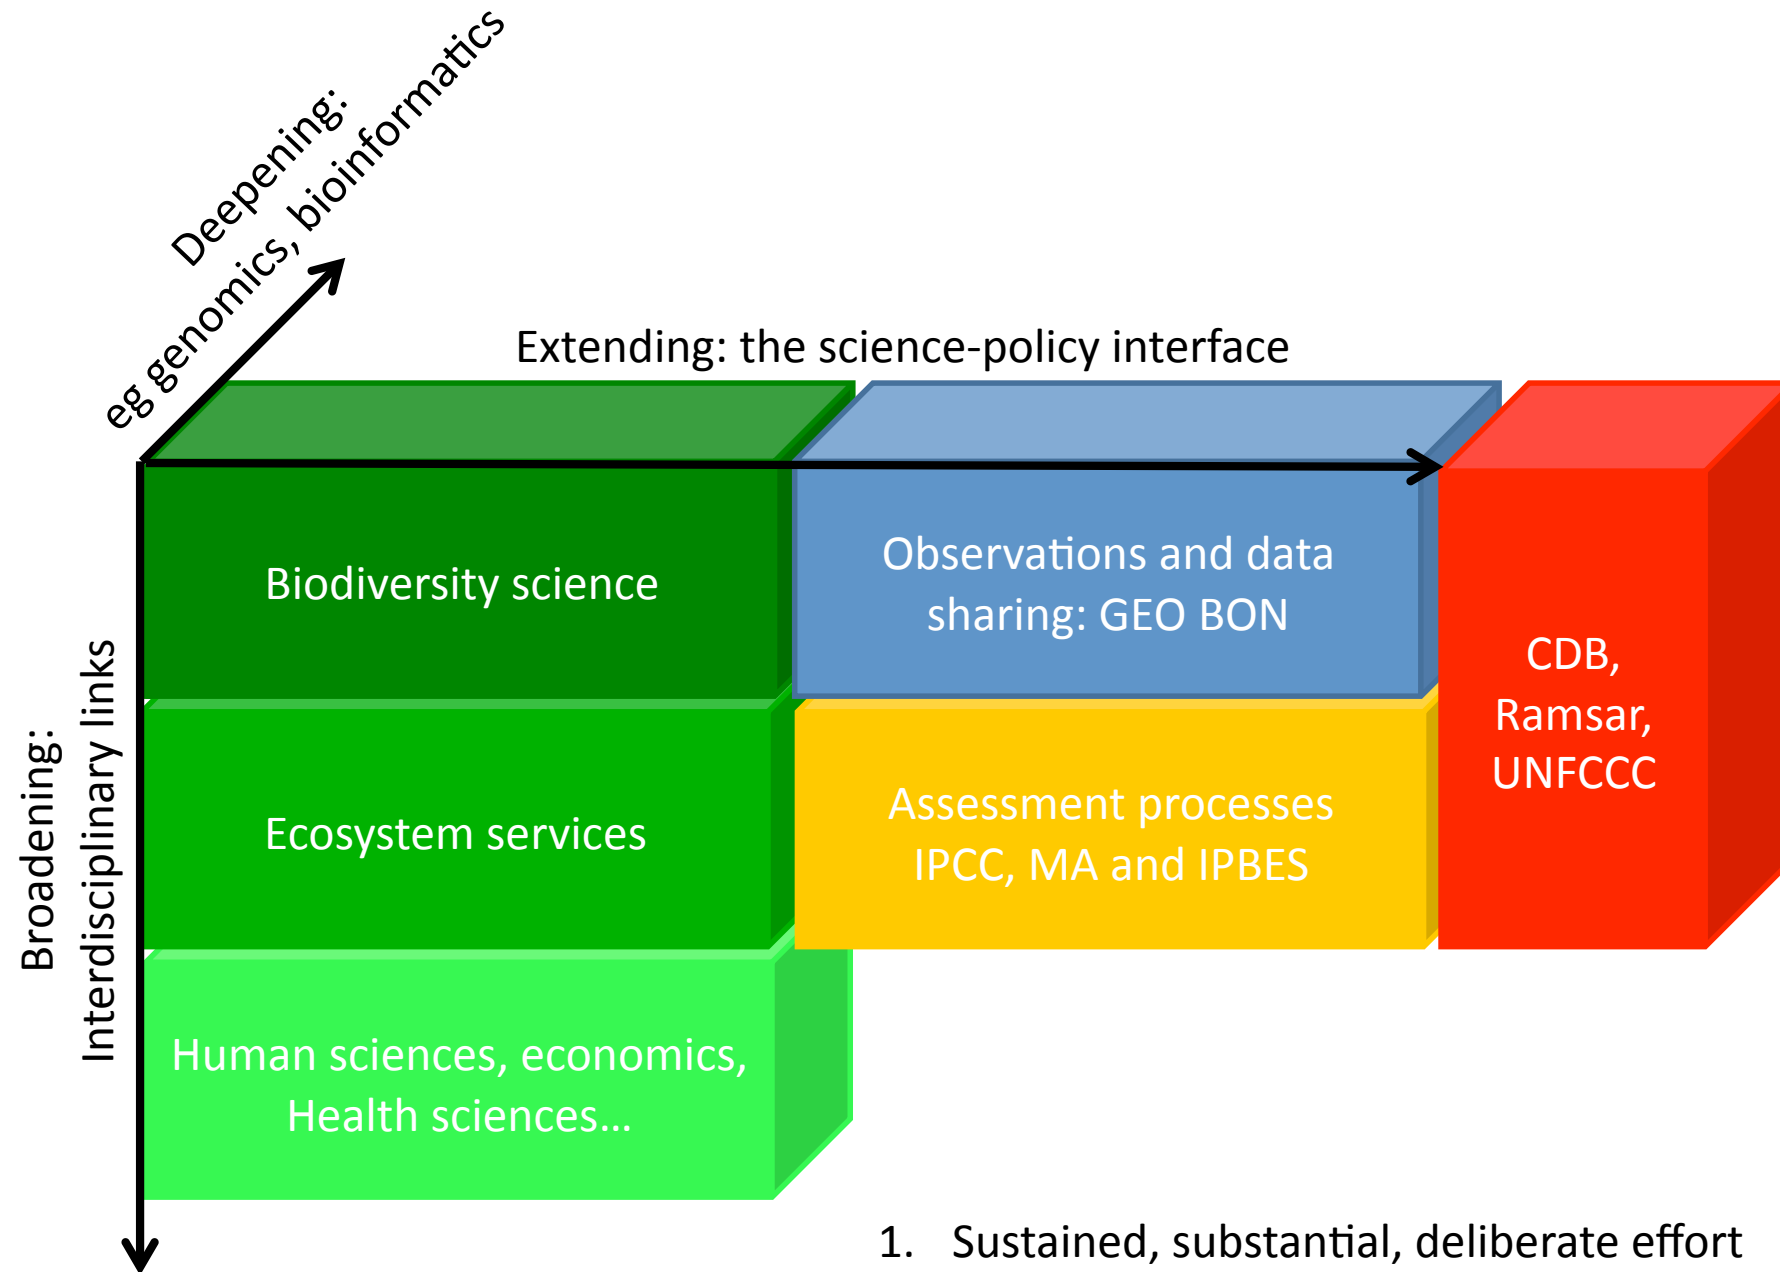 Deepening:
eg genomics, bioinformatics
Extending: the science-policy interface
Broadening:
Interdisciplinary links
Biodiversity science
Observations and data
sharing: GEO BON
CDB,
Ramsar,
UNFCCC
Ecosystem services
Assessment processes
IPCC, MA and IPBES
Human sciences, economics,
Health sciences…
1. Sustained, substantial, deliberate effort